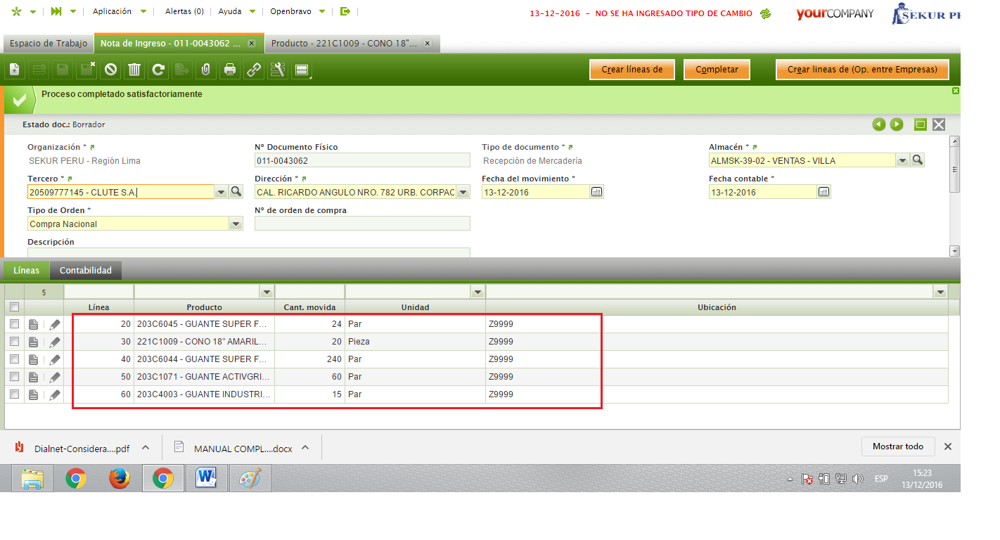 Aplicación Alertas (0) Ayuda Openbravo 13-12-2016 - NO SE HA INGRESADO TIPO DE CAMBIO yourCOMPANY SEKUR PE
Espacio de Trabajo Nota de Ingreso - 011-0043062 ... Producto - 221C1009 - CONO 18"...
Crear líneas de Completar Crear lineas de (Op. entre Empresas)
Proceso completado satisfactoriamente
Estado doc.: Borrador
Organización * Nº Documento Físico Tipo de documento * Almacén *
SEKUR PERU - Región Lima 011-0043062 Recepción de Mercadería ALMSK-39-02 - VENTAS - VILLA
Tercero * Dirección * Fecha del movimiento * Fecha contable *
20509777145 - CLUTE S.A. CAL. RICARDO ANGULO NRO. 782 URB. CORPAC 13-12-2016 13-12-2016
Tipo de Orden * Nº de orden de compra
Compra Nacional
Descripción
Líneas Contabilidad
5
Línea Producto Cant. movida Unidad Ubicación
20 203C6045 - GUANTE SUPER F... 24 Par Z9999
30 221C1009 - CONO 18" AMARIL... 20 Pieza Z9999
40 203C6044 - GUANTE SUPER F... 240 Par Z9999
50 203C1071 - GUANTE ACTIVGRI... 60 Par Z9999
60 203C4003 - GUANTE INDUSTRI... 15 Par Z9999
Dialnet-Considera....pdf MANUAL COMPL....docx Mostrar todo
ESP 15:23
13/12/2016